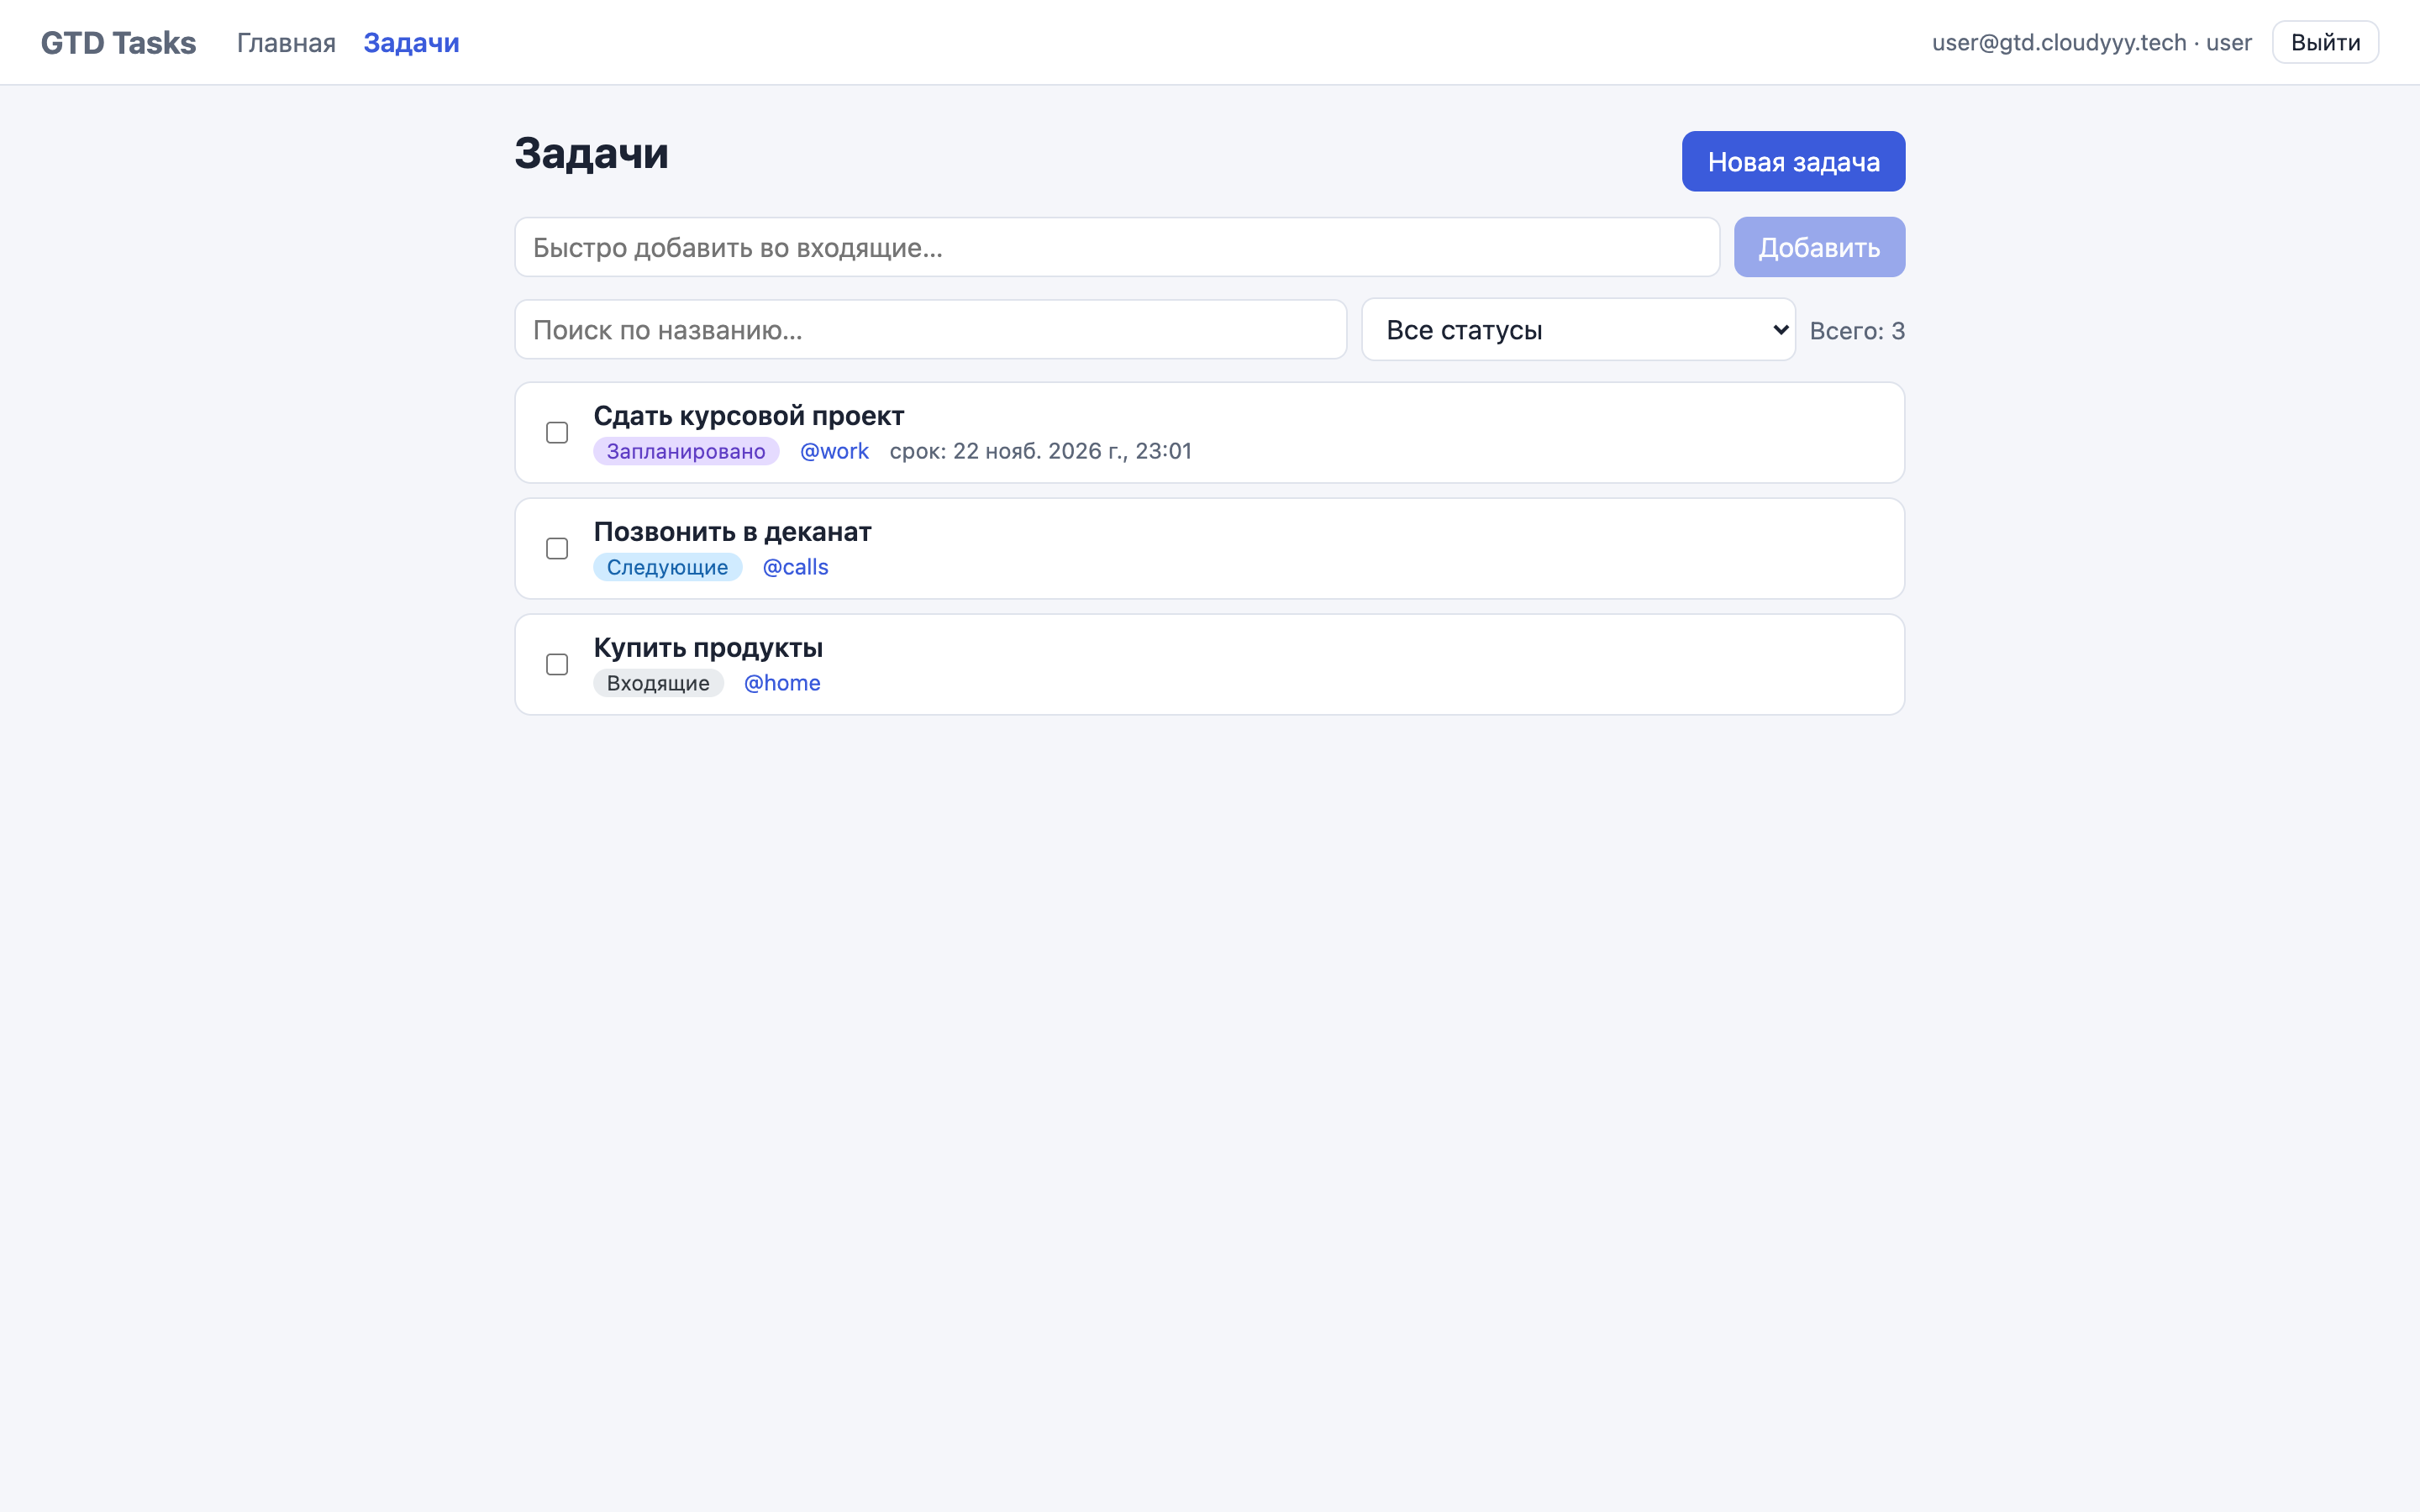 GTD Tasks Главная Задачи user@gtd.cloudyyy.tech · user Выйти
Задачи Новая задача
Быстро добавить во входящие... Добавить
Поиск по названию... Все статусы Всего: 3
Сдать курсовой проект
Запланировано @work срок: 22 нояб. 2026 г., 23:01
Позвонить в деканат
Следующие @calls
Купить продукты
Входящие @home